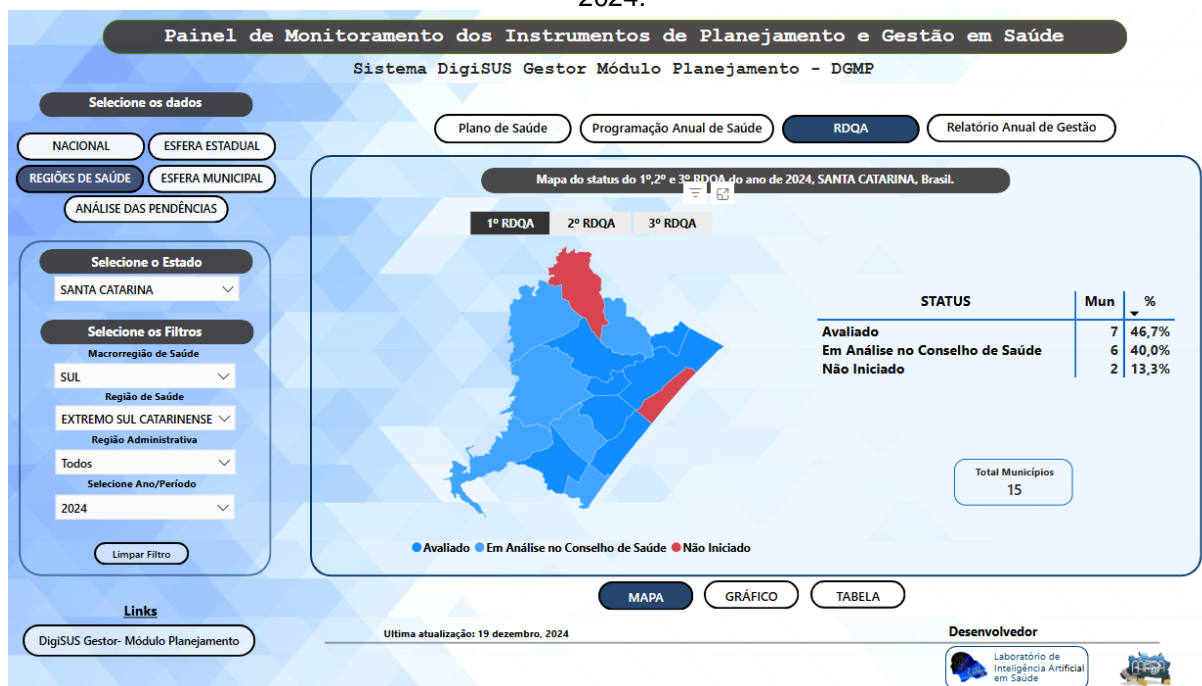 2024.
Painel de Monitoramento dos Instrumentos de Planejamento e Gestão em Saúde
Sistema DigiSUS Gestor Módulo Planejamento - DGMP
Selecione os dados
NACIONAL
ESFERA ESTADUAL
REGIÕES DE SAÚDE
ESFERA MUNICIPAL
ANÁLISE DAS PENDÊNCIAS
Selecione o Estado
SANTA CATARINA
Selecione os Filtros
Macrorregião de Saúde
SUL
Região de Saúde
EXTREMO SUL CATARINENSE
Região Administrativa
Todos
Selecione Ano/Período
2024
Limpar Filtro
Links
DigiSUS Gestor- Módulo Planejamento
Plano de Saúde
Programação Anual de Saúde
RDQA
Relatório Anual de Gestão
Mapa do status do 1º,2º e 3º RDQA do ano de 2024, SANTA CATARINA, Brasil.
1º RDQA 2º RDQA 3º RDQA
STATUS Mun %
Avaliado 7 46,7%
Em Análise no Conselho de Saúde 6 40,0%
Não Iniciado 2 13,3%
Total Municípios
15
Avaliado Em Análise no Conselho de Saúde Não Iniciado
MAPA GRÁFICO TABELA
Ultima atualização: 19 dezembro, 2024
Desenvolvedor
Laboratório de
Inteligência Artificial
em Saúde